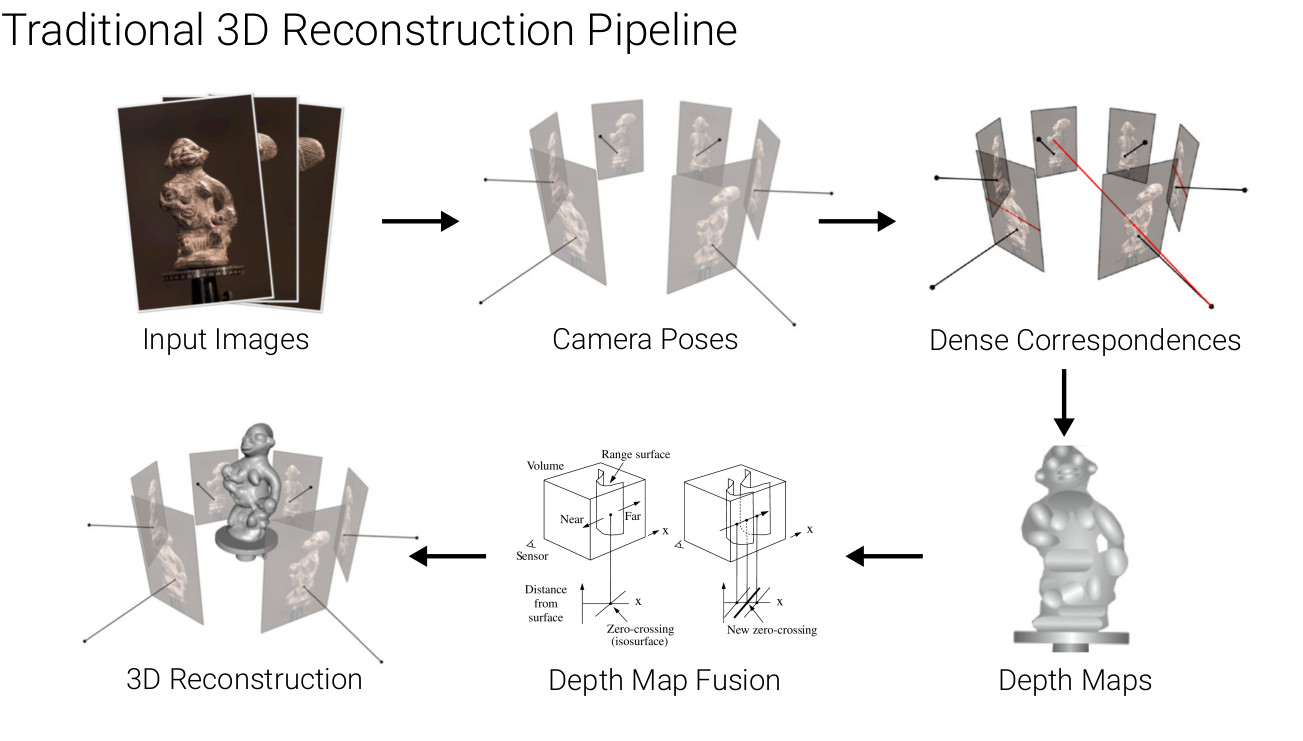 Traditional 3D Reconstruction Pipeline
Input Images
Camera Poses
Dense Correspondences
3D Reconstruction
Volume
Range surface
Near
Far
x
Sensor
Distance
from
surface
x
Zero-crossing
(isosurface)
x
x
New zero-crossing
Depth Map Fusion
Depth Maps